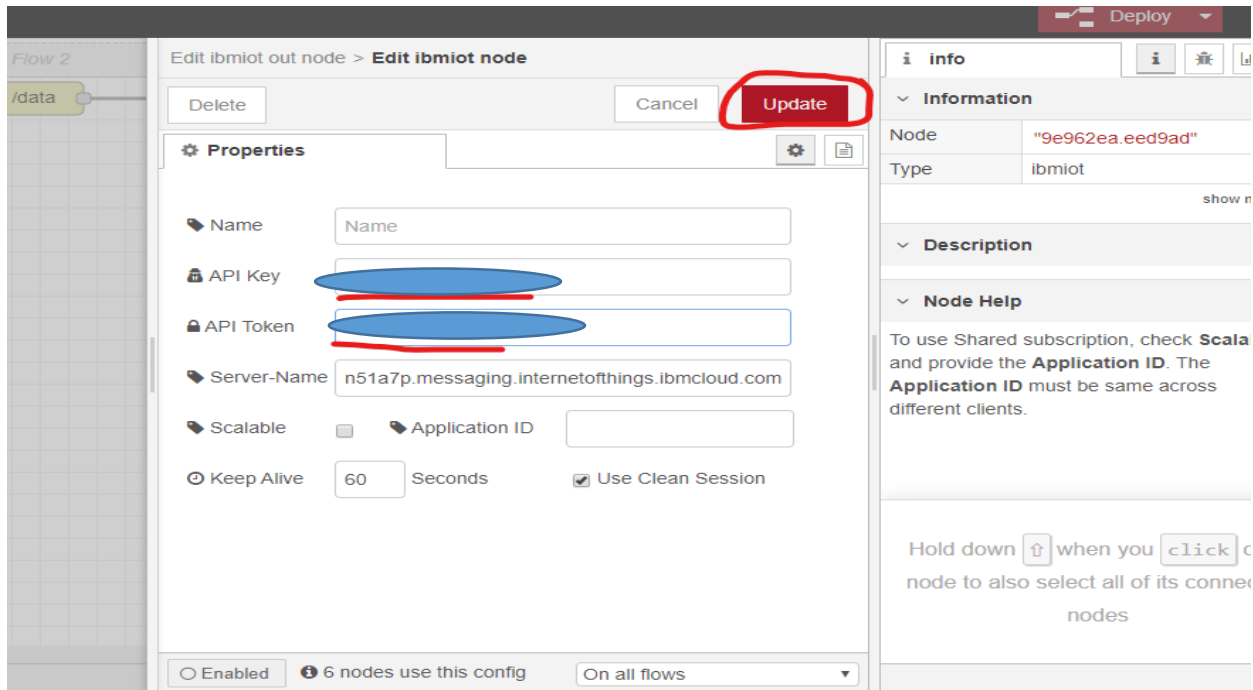 Deploy
Flow 2
/data
Edit ibmiot out node > Edit ibmiot node
Delete
Cancel
Update
Properties
Name
Name
API Key
API Token
Server-Name
n51a7p.messaging.internetofthings.ibmcloud.com
Scalable
Application ID
Keep Alive
60
Seconds
Use Clean Session
Enabled
6 nodes use this config
On all flows
i info
i
Information
Node
"9e962ea.eed9ad"
Type
ibmiot
show
Description
Node Help
To use Shared subscription, check
and provide the Application ID. The
Application ID must be same across
different clients.
Hold down ⇧ when you click
node to also select all of its
nodes